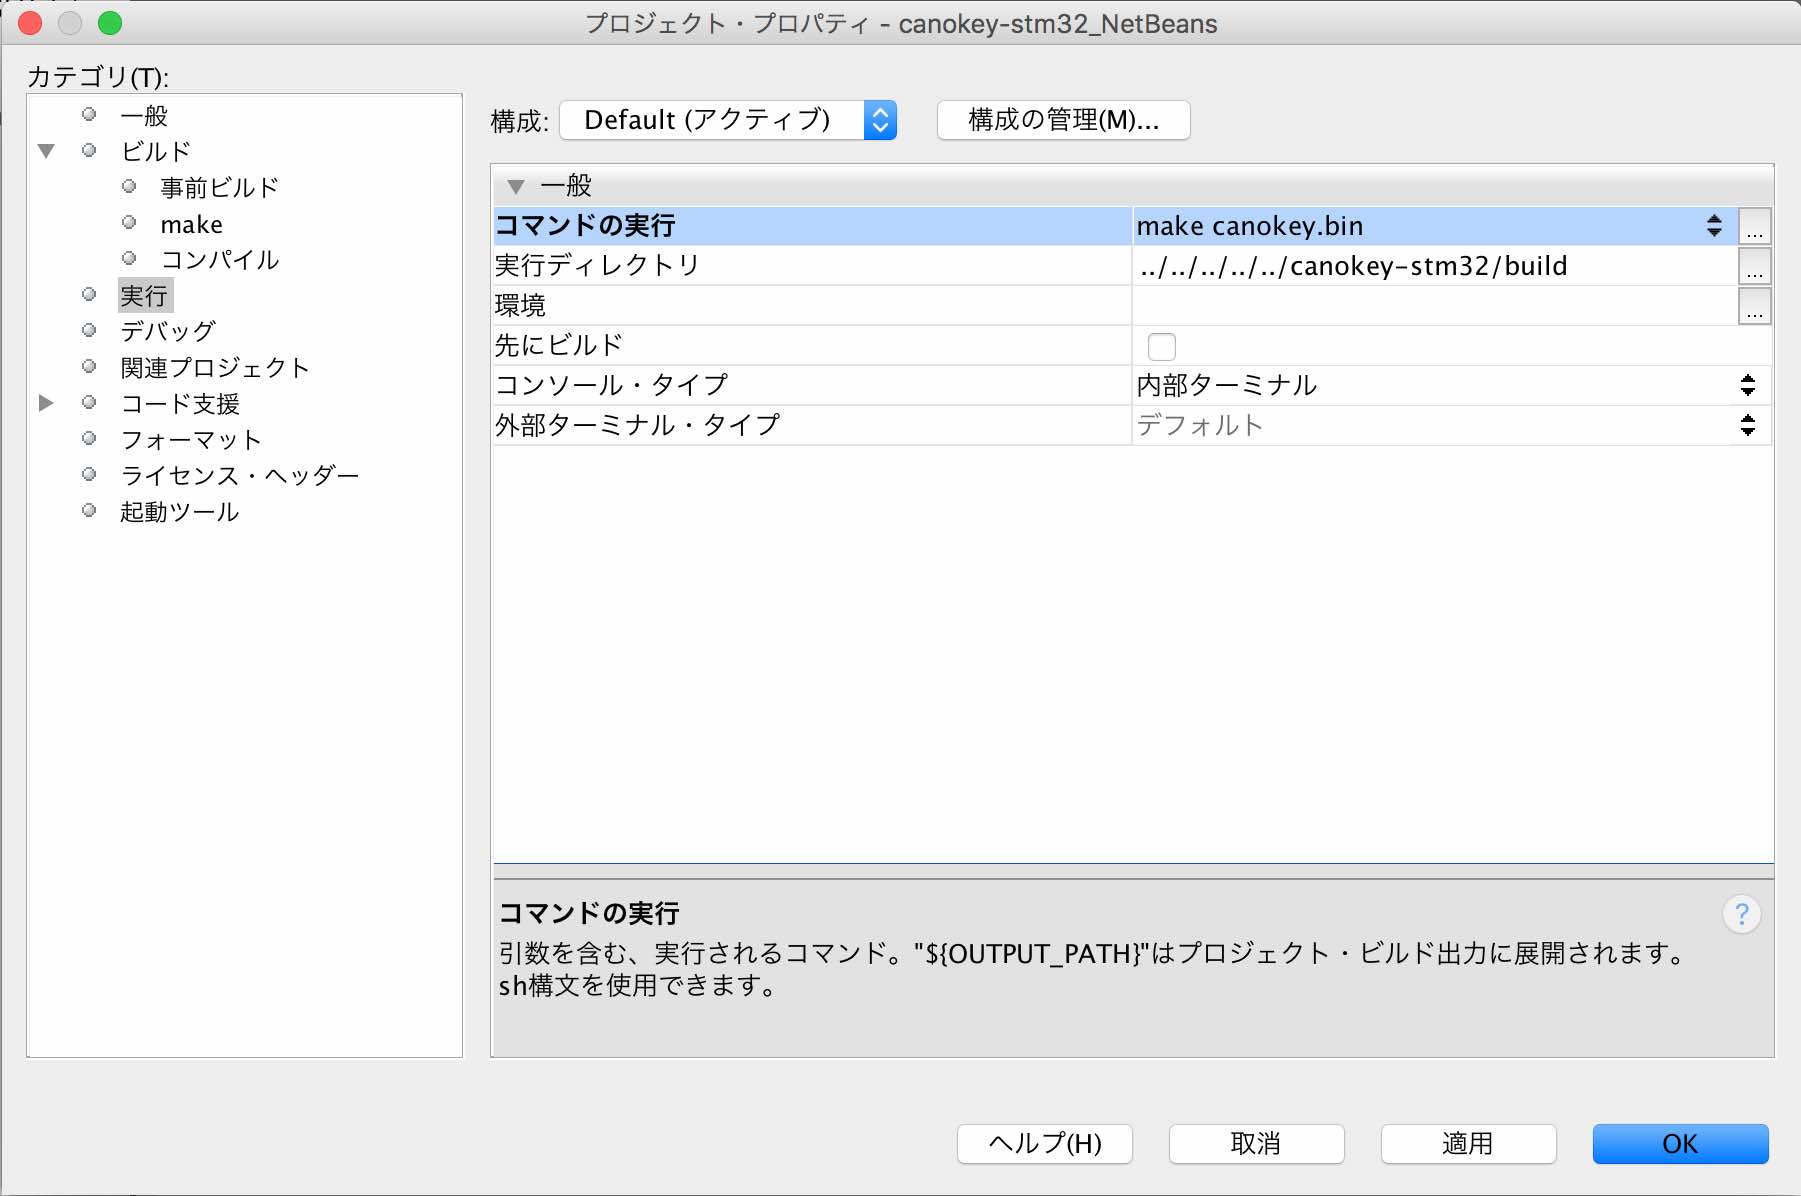 プロジェクト・プロパティ - canokey-stm32_NetBeans
カテゴリ(T):
一般
ビルド
事前ビルド
make
コンパイル
実行
デバッグ
関連プロジェクト
コード支援
フォーマット
ライセンス・ヘッダー
起動ツール
構成: Default (アクティブ) 構成の管理(M)...
一般
コマンドの実行 make canokey.bin ...
実行ディレクトリ ../../../../../canokey-stm32/build ...
環境 ...
先にビルド
コンソール・タイプ 内部ターミナル
外部ターミナル・タイプ デフォルト
コマンドの実行 ?
引数を含む、実行されるコマンド。"${OUTPUT_PATH}"はプロジェクト・ビルド出力に展開されます。
sh構文を使用できます。
ヘルプ(H) 取消 適用 OK